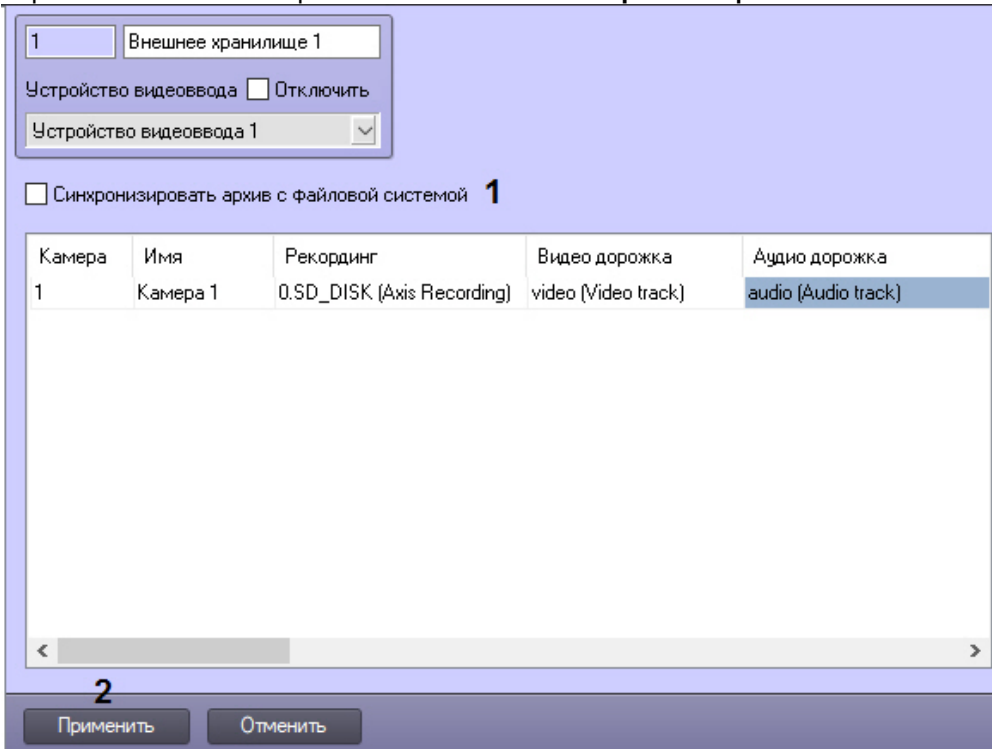 1 Внешнее хранилище 1
Устройство видеоввода Отключить
Устройство видеоввода 1
Синхронизировать архив с файловой системой 1
Камера Имя Рекординг Видео дорожка Аудио дорожка
1 Камера 1 0.SD_DISK (Axis Recording) video (Video track) audio (Audio track)
2
Применить Отменить